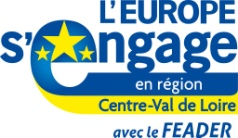 L'EUROPE
s'engage
en région
Centre-Val de Loire
avec le FEADER